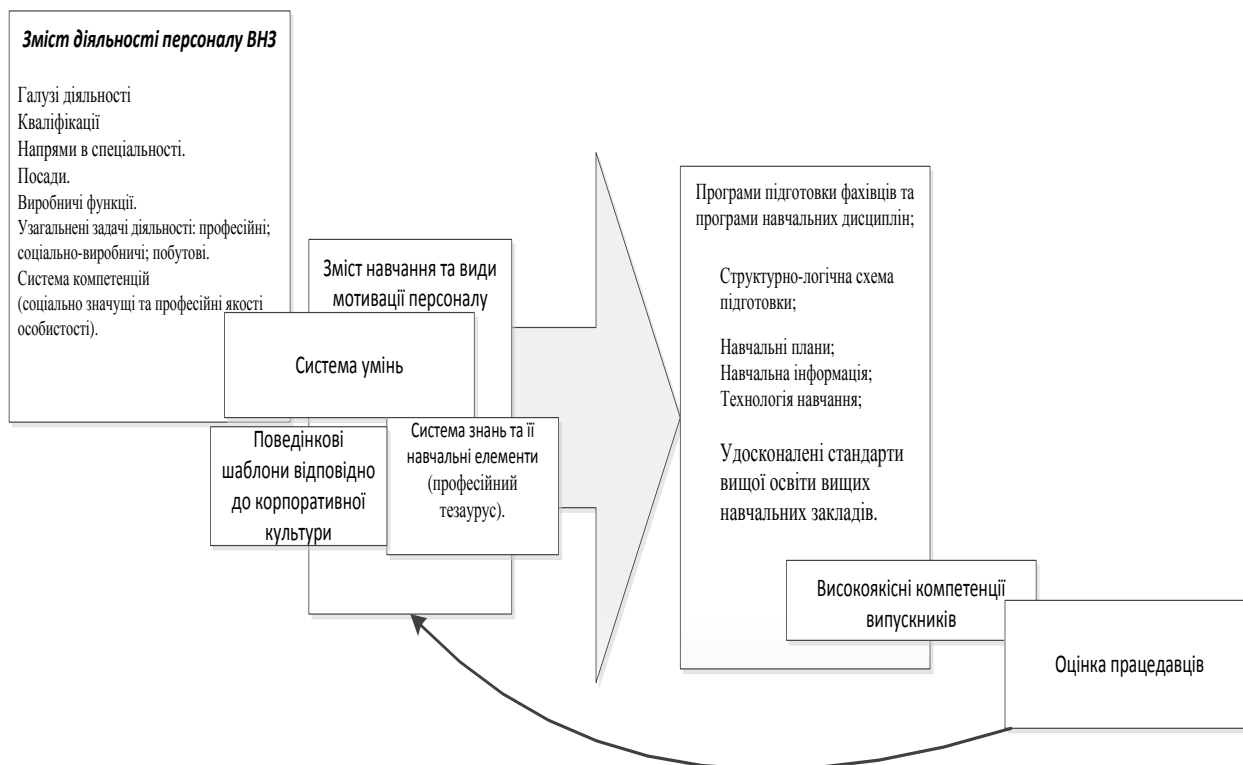 Зміст діяльності персоналу ВНЗ
Галузі діяльності
Кваліфікації
Напрями в спеціальності.
Посади.
Виробничі функції.
Узагальнені задачі діяльності: професійні;
соціально-виробничі; побутові.
Система компетенцій
(соціально значущі та професійні якості
особистості).
Зміст навчання та види
мотивації персоналу
Система умінь
Поведінкові
шаблони відповідно
до корпоративної
культури
Система знань та її
навчальні елементи
(професійний
тезаурус).
Програми підготовки фахівців та
програми навчальних дисциплін;
Структурно-логічна схема
підготовки;
Навчальні плани;
Навчальна інформація;
Технологія навчання;
Удосконалені стандарти
вищої освіти вищих
навчальних закладів.
Високоякісні компетенції
випускників
Оцінка працедавців